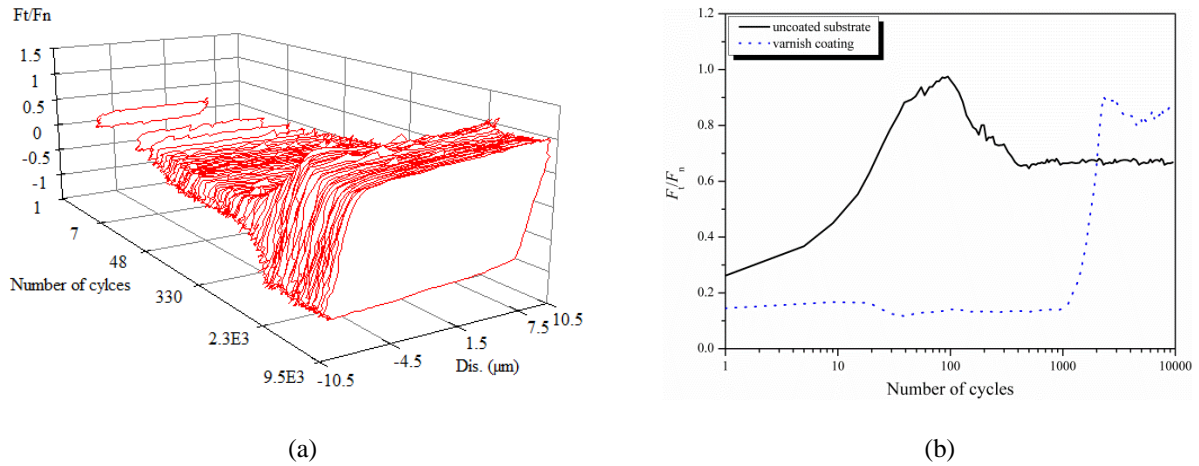 Ft/Fn
1.5
1
0.5
0
-0.5
-1
1
7
48
330
2.3E3
9.5E3
Number of cylces
-10.5
-4.5
1.5
7.5
10.5
Dis. (μm)
(a)
uncoated substrate
varnish coating
1.2
1.0
0.8
0.6
0.4
0.2
0.0
Ft/Fn
1
10
100
1000
10000
Number of cycles
(b)